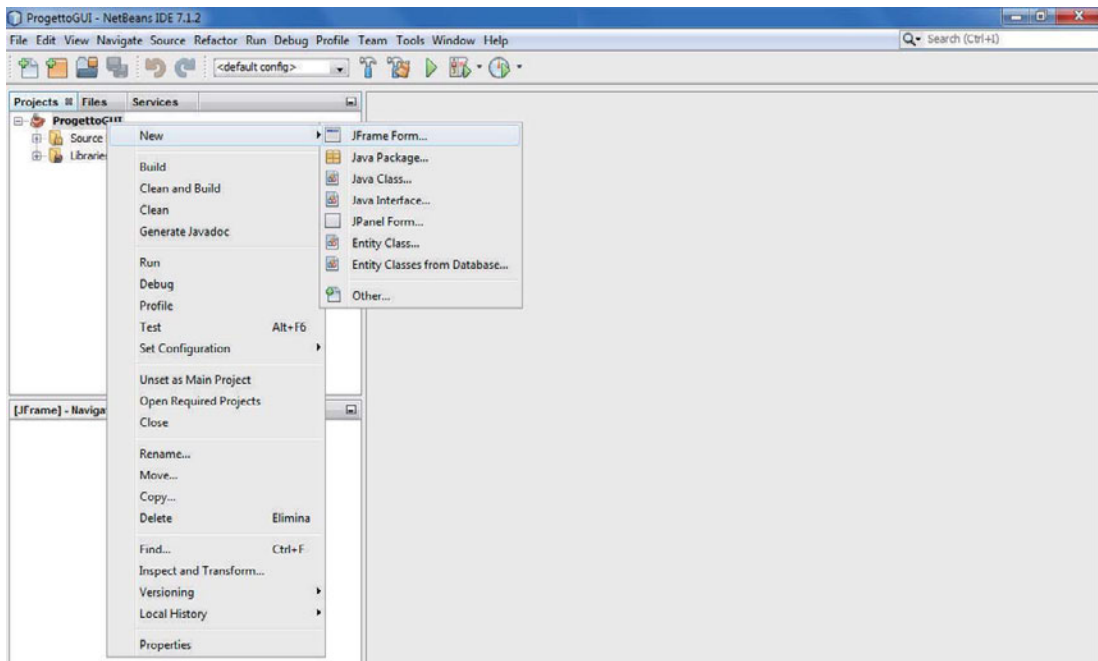 ProgettoGUI - NetBeans IDE 7.1.2
File Edit View Navigate Source Refactor Run Debug Profile Team Tools Window Help
Search (Ctrl+I)
<default config>
Projects Files Services
ProgettoGUI
Source
Libraries
New
Build
Clean and Build
Clean
Generate Javadoc
Run
Debug
Profile
Test Alt+F6
Set Configuration
Unset as Main Project
Open Required Projects
Close
Rename...
Move...
Copy...
Delete Elimina
Find... Ctrl+F
Inspect and Transform...
Versioning
Local History
Properties
JFrame Form...
Java Package...
Java Class...
Java Interface...
JPanel Form...
Entity Class...
Entity Classes from Database...
Other...
[JFrame] - Naviga